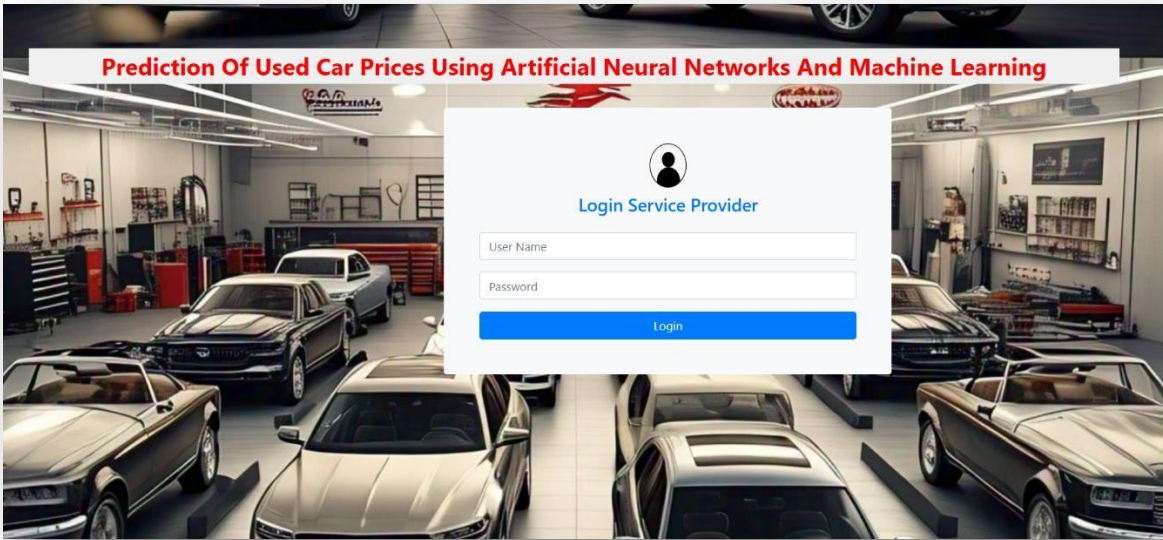 Prediction Of Used Car Prices Using Artificial Neural Networks And Machine Learning
Login Service Provider
User Name
Password
Login